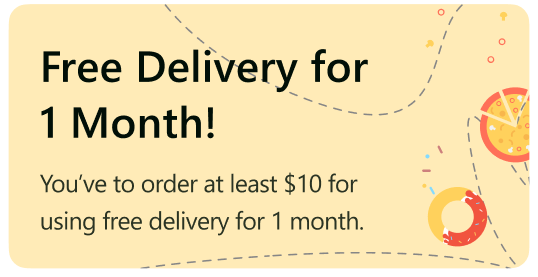 Free Delivery for
1 Month!
You’ve to order at least $10 for
using free delivery for 1 month.